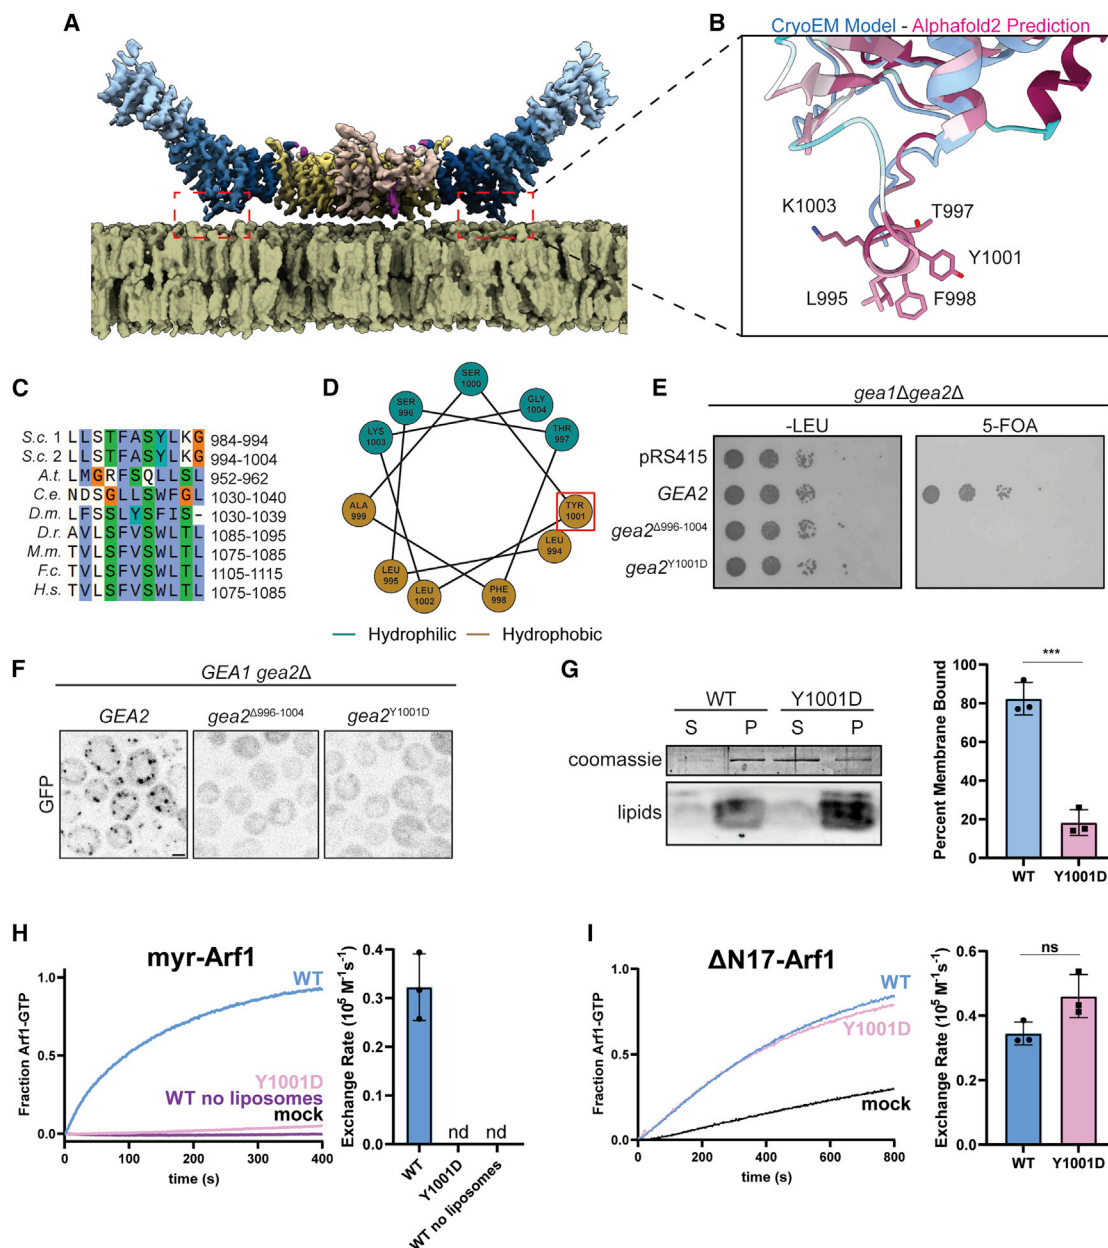 A
B
CryoEM Model - Alphafold2 Prediction
K1003
T997
Y1001
L995
F998
C
S.c. 1 LLSTFASYLKG 984-994
S.c. 2 LLSTFASYLKG 994-1004
A.t. LMGRFSQLLSL 952-962
C.e. NDSGLLSWFGL 1030-1040
D.m. LFSSLYSFIS- 1030-1039
D.r. AVLSFVSWLTL 1085-1095
M.m. TVLSFVSWLTL 1075-1085
F.c. TVLSFVSWLTL 1105-1115
H.s. TVLSFVSWLTL 1075-1085
D
SER 1000
SER 996
GLY 1004
LYS 1003
THR 997
ALA 999
TYR 1001
LEU 994
LEU 995
LEU 1002
PHE 998
Hydrophilic
Hydrophobic
E
gea1Δgea2Δ
-LEU
5-FOA
pRS415
GEA2
gea2Δ996-1004
gea2Y1001D
F
GEA1 gea2Δ
GEA2
gea2Δ996-1004
gea2Y1001D
GFP
G
WT
Y1001D
S
P
S
P
coomassie
lipids
Percent Membrane Bound
100
80
60
40
20
0
***
WT
Y1001D
H
myr-Arf1
Fraction Arf1-GTP
1.0
0.5
0.0
WT
Y1001D
WT no liposomes
mock
0
100
200
300
400
time (s)
Exchange Rate (10⁵ M⁻¹s⁻¹)
0.4
0.3
0.2
0.1
0.0
nd
nd
WT
Y1001D
WT no liposomes
I
ΔN17-Arf1
Fraction Arf1-GTP
1.0
0.5
0.0
WT
Y1001D
mock
0
200
400
600
800
time (s)
Exchange Rate (10⁵ M⁻¹s⁻¹)
0.6
0.4
0.2
0.0
ns
WT
Y1001D